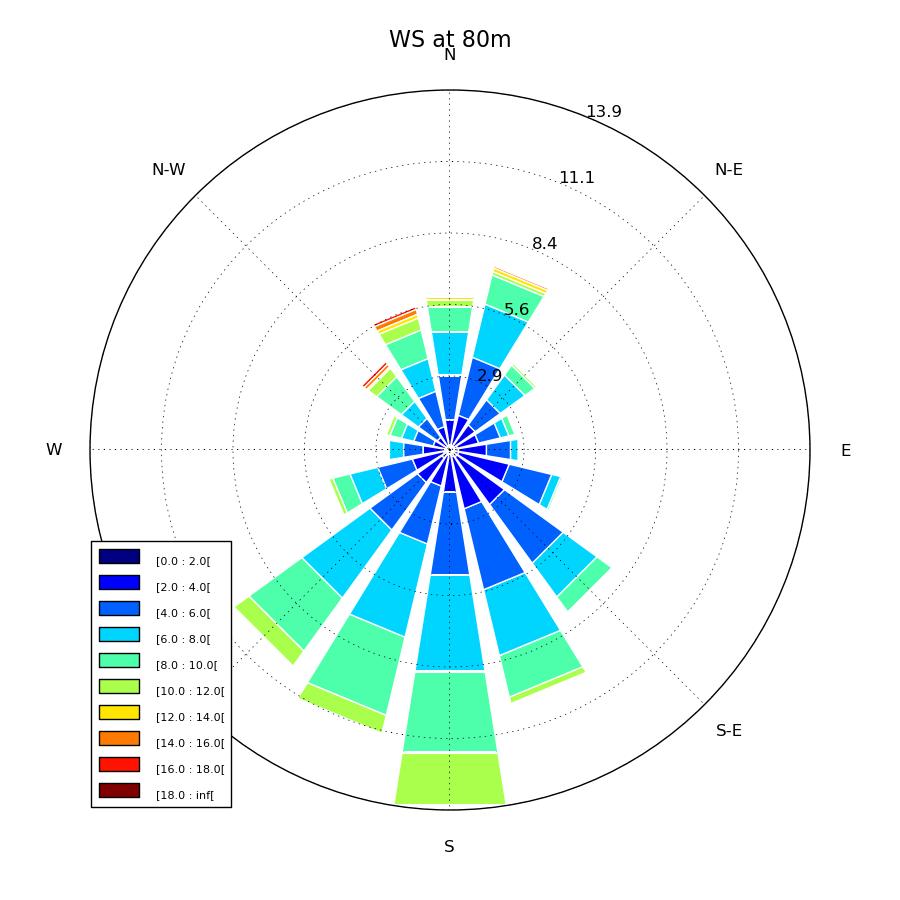 WS at 80m
N
13.9
N-W
N-E
11.1
8.4
5.6
2.9
W
E
[0.0 : 2.0[
[2.0 : 4.0[
[4.0 : 6.0[
[6.0 : 8.0[
[8.0 : 10.0[
[10.0 : 12.0[
[12.0 : 14.0[
[14.0 : 16.0[
[16.0 : 18.0[
[18.0 : inf[
S-E
S